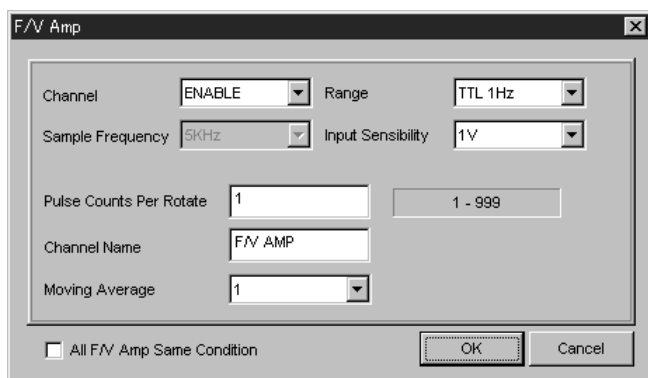 F/V Amp
Channel ENABLE Range TTL 1Hz
Sample Frequency 5KHz Input Sensibility 1V
Pulse Counts Per Rotate 1 1 - 999
Channel Name F/V AMP
Moving Average 1
All F/V Amp Same Condition OK Cancel